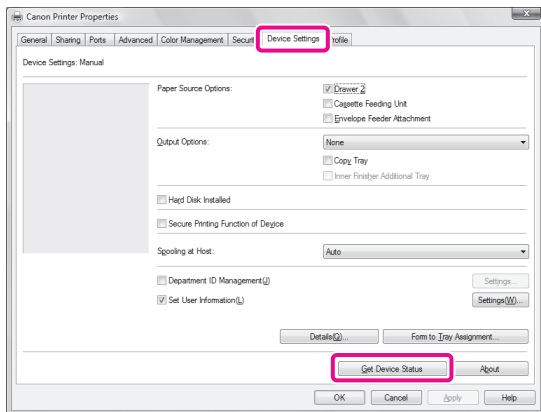 Canon Printer Properties
General Sharing Ports Advanced Color Management Securit Device Settings rofile
Device Settings: Manual
Paper Source Options: Drawer 2
Cassette Feeding Unit
Envelope Feeder Attachment
Output Options: None
Copy Tray
Inner Finisher Additional Tray
Hard Disk Installed
Secure Printing Function of Device
Spooling at Host: Auto
Department ID Management(J) Settings...
Set User Information(L) Settings(W)...
Details(Q)... Form to Tray Assignment...
Get Device Status About
OK Cancel Apply Help